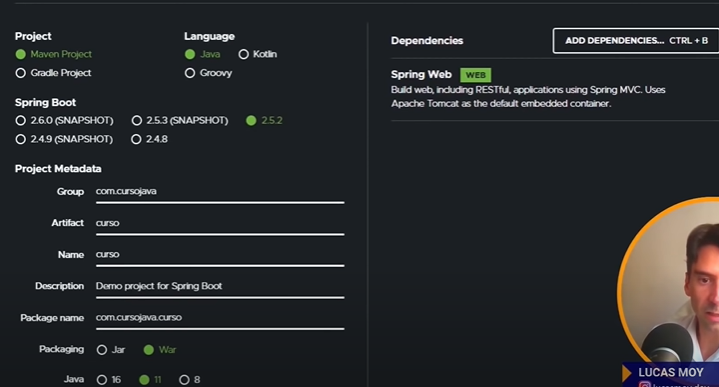 Project
Maven Project
Gradle Project
Language
Java
Kotlin
Groovy
Spring Boot
2.6.0 (SNAPSHOT)
2.5.3 (SNAPSHOT)
2.5.2
2.4.9 (SNAPSHOT)
2.4.8
Project Metadata
Group com.cursojava
Artifact curso
Name curso
Description Demo project for Spring Boot
Package name com.cursojava.curso
Packaging Jar War
Java 16 11 8
Dependencies
ADD DEPENDENCIES... CTRL + B
Spring Web WEB
Build web, including RESTful, applications using Spring MVC. Uses
Apache Tomcat as the default embedded container.
LUCAS MOY